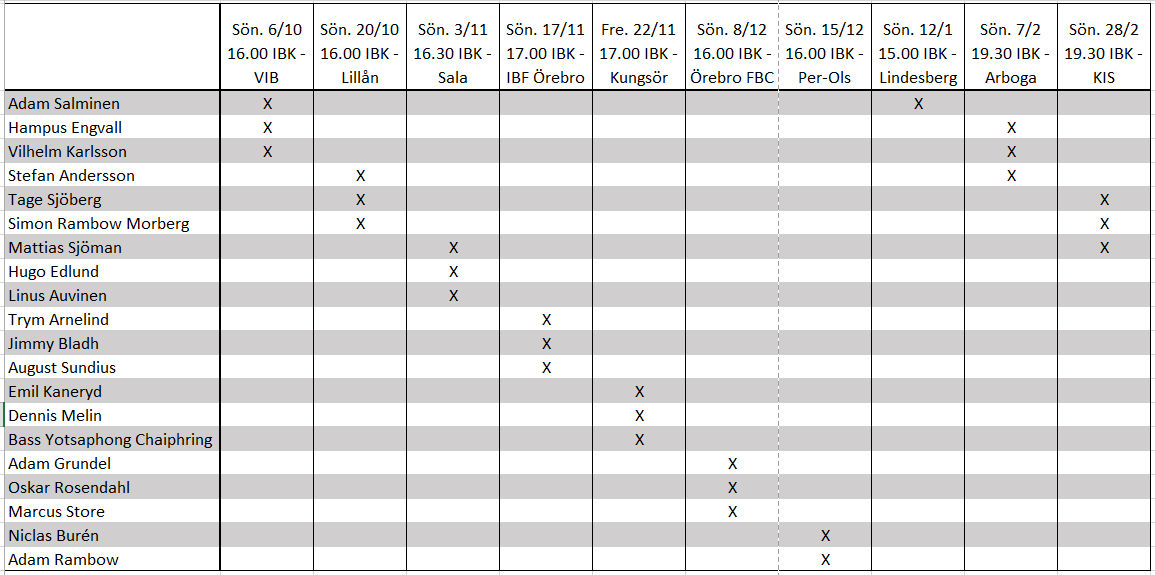 Sön. 6/10 Sön. 20/10 Sön. 3/11 Sön. 17/11 Fre. 22/11 Sön. 8/12 Sön. 15/12 Sön. 12/1 Sön. 7/2 Sön. 28/2
16.00 IBK - 16.00 IBK - 16.30 IBK - 17.00 IBK - 17.00 IBK - 16.00 IBK - 16.00 IBK - 15.00 IBK - 19.30 IBK - 19.30 IBK -
VIB Lillån Sala IBF Örebro Kungsör Örebro FBC Per-Ols Lindesberg Arboga KIS
Adam Salminen X X
Hampus Engvall X X
Vilhelm Karlsson X X
Stefan Andersson X X
Tage Sjöberg X X
Simon Rambow Morberg X X
Mattias Sjöman X X
Hugo Edlund X
Linus Auvinen X
Trym Arnelind X
Jimmy Bladh X
August Sundius X
Emil Kaneryd X
Dennis Melin X
Bass Yotsaphong Chaiphring X
Adam Grundel X
Oskar Rosendahl X
Marcus Store X
Niclas Burén X
Adam Rambow X